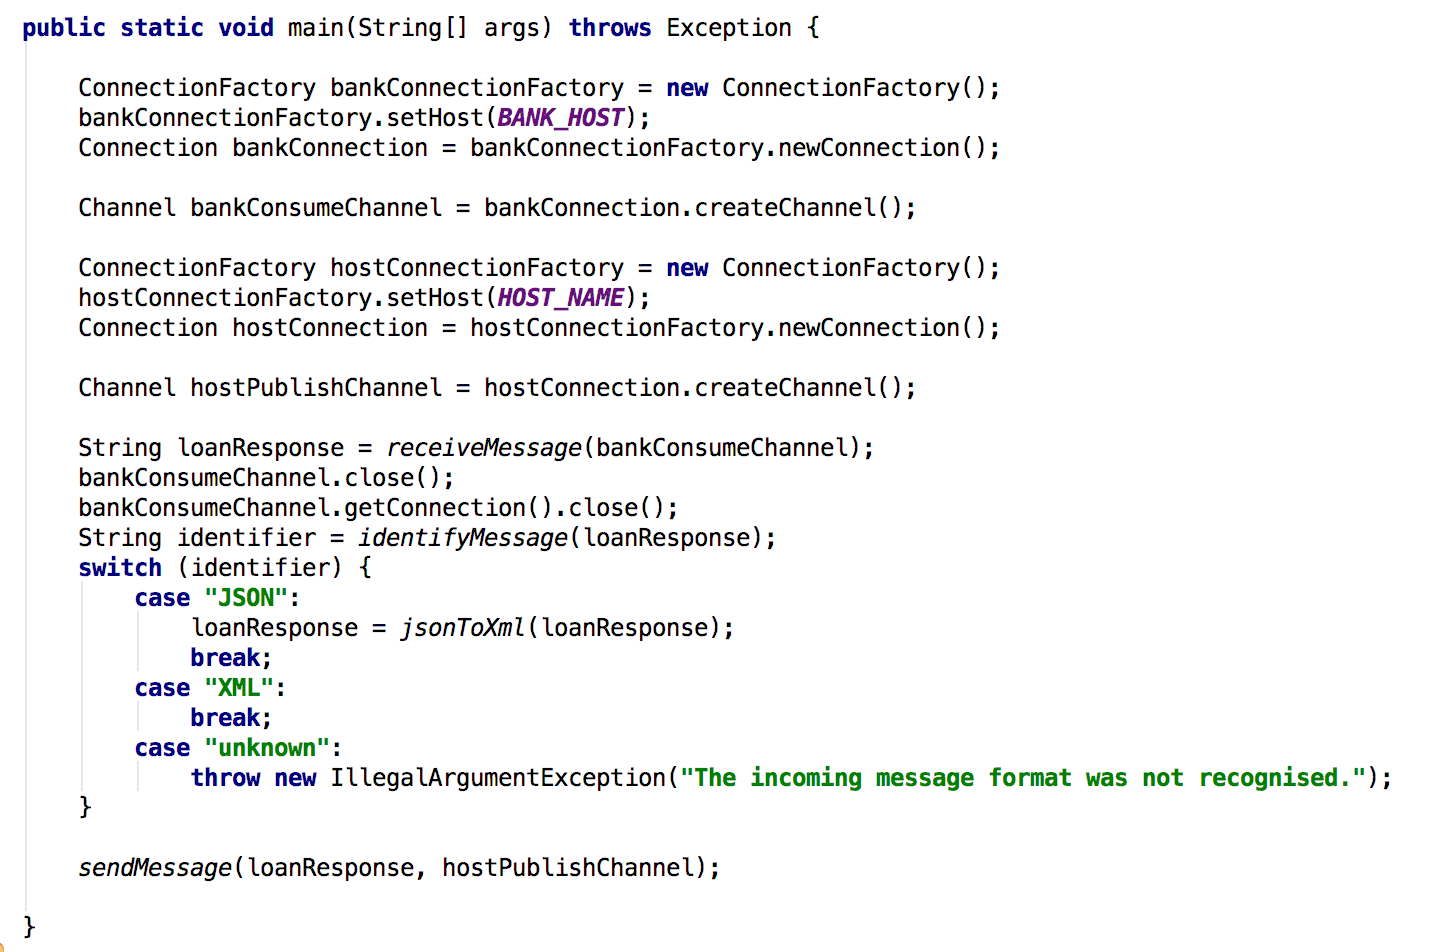 public static void main(String[] args) throws Exception {
ConnectionFactory bankConnectionFactory = new ConnectionFactory();
bankConnectionFactory.setHost(BANK_HOST);
Connection bankConnection = bankConnectionFactory.newConnection();
Channel bankConsumeChannel = bankConnection.createChannel();
ConnectionFactory hostConnectionFactory = new ConnectionFactory();
hostConnectionFactory.setHost(HOST_NAME);
Connection hostConnection = hostConnectionFactory.newConnection();
Channel hostPublishChannel = hostConnection.createChannel();
String loanResponse = receiveMessage(bankConsumeChannel);
bankConsumeChannel.close();
bankConsumeChannel.getConnection().close();
String identifier = identifyMessage(loanResponse);
switch (identifier) {
case "JSON":
loanResponse = jsonToXml(loanResponse);
break;
case "XML":
break;
case "unknown":
throw new IllegalArgumentException("The incoming message format was not recognised.");
}
sendMessage(loanResponse, hostPublishChannel);
}